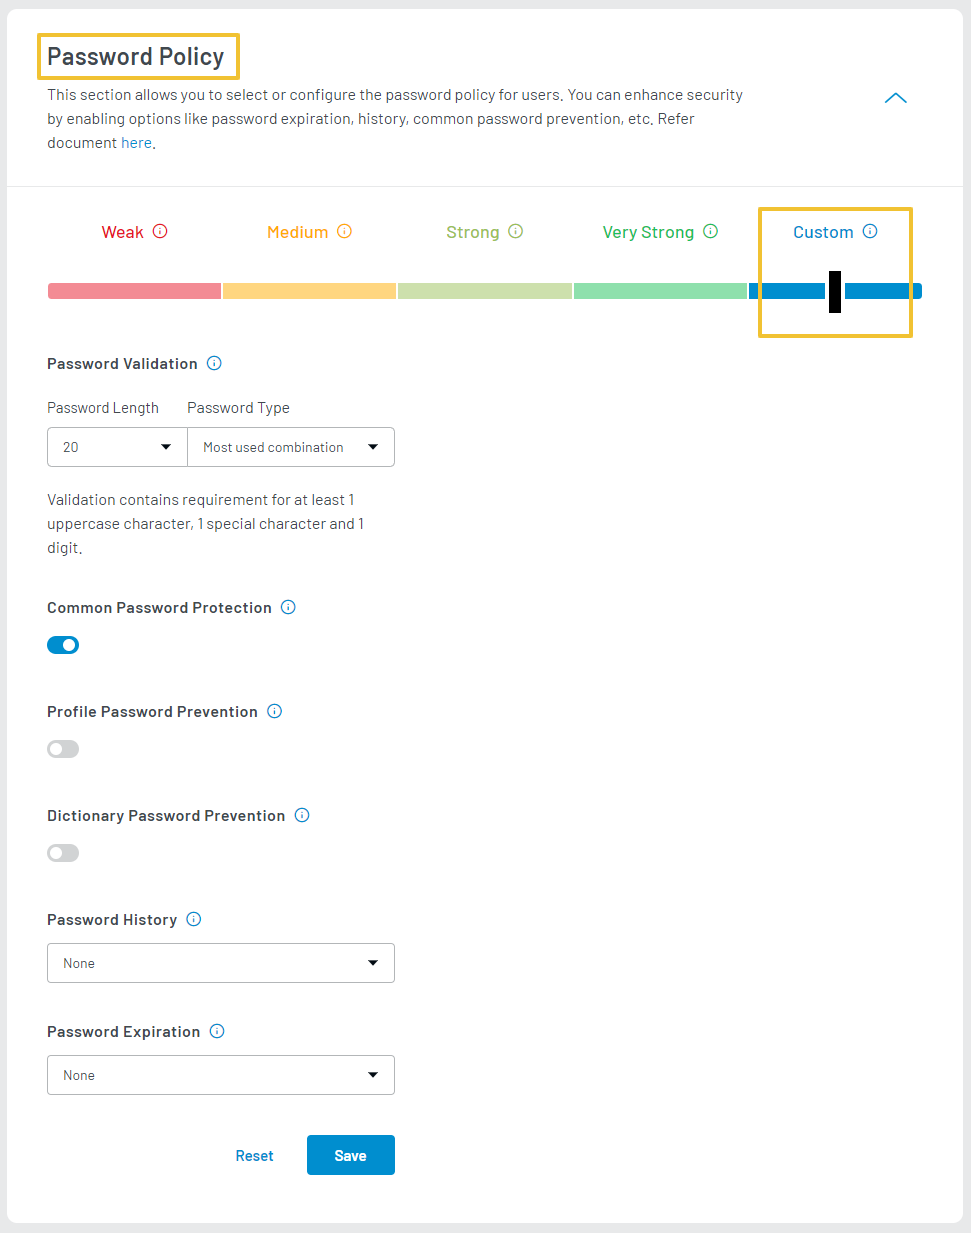 Password Policy
This section allows you to select or configure the password policy for users. You can enhance security
by enabling options like password expiration, history, common password prevention, etc. Refer
document here.
Weak Medium Strong Very Strong Custom
Password Validation
Password Length Password Type
20 Most used combination
Validation contains requirement for at least 1
uppercase character, 1 special character and 1
digit.
Common Password Protection
Profile Password Prevention
Dictionary Password Prevention
Password History
None
Password Expiration
None
Reset Save